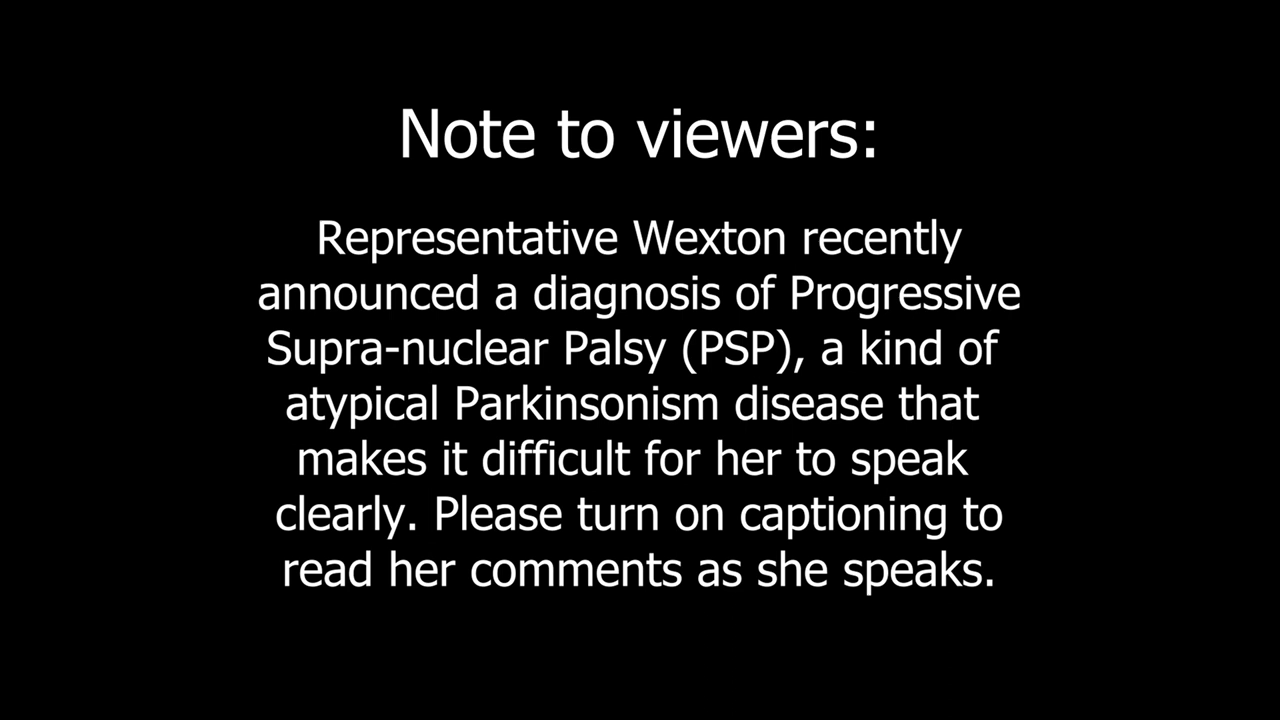 Note to viewers:
Representative Wexton recently
announced a diagnosis of Progressive
Supra-nuclear Palsy (PSP), a kind of
atypical Parkinsonism disease that
makes it difficult for her to speak
clearly. Please turn on captioning to
read her comments as she speaks.